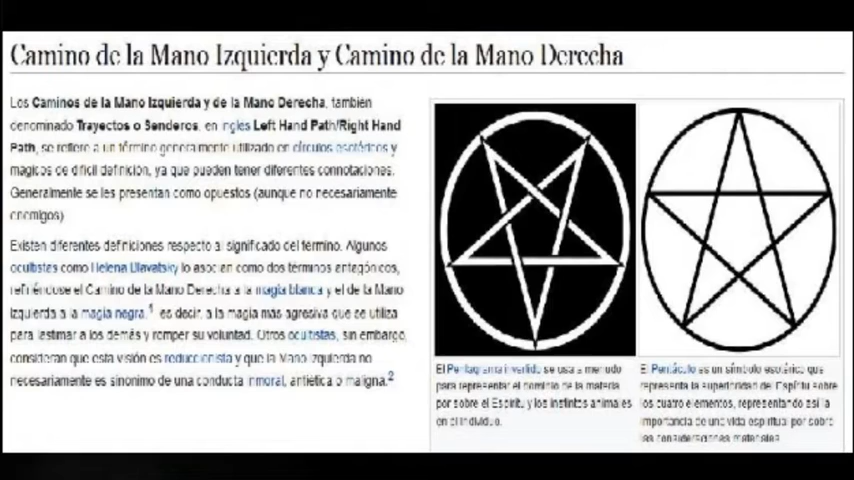 Camino de la Mano Izquierda y Camino de la Mano Derecha
Los Caminos de la Mano Izquierda y de la Mano Derecha, también
denominado Trayectos o Senderos, en inglés Left Hand Path/Right Hand
Path, se refiere a un término generalmente utilizado en círculos esotéricos y
mágicos de difícil definición, ya que pueden tener diferentes connotaciones.
Generalmente se les presentan como opuestos (aunque no necesariamente
enemigos)
Existen diferentes definiciones respecto al significado del término. Algunos
ocultistas como Helena Blavatsky lo asocian como dos términos antagónicos,
refiriéndose el Camino de la Mano Derecha a la magia blanca y el de la Mano
Izquierda a la magia negra,1 es decir, a la magia más agresiva que se utiliza
para lastimar a los demás y romper su voluntad. Otros ocultistas, sin embargo,
consideran que esta visión es reduccionista y que la Mano Izquierda no
necesariamente es sinónimo de una conducta inmoral, antiética o maligna.2
El Pentagrama invertido se usa a menudo
para representar el dominio de la materia
por sobre el Espíritu y los instintos animales
en el individuo.
El Pentáculo es un símbolo esotérico que
representa la superioridad del Espíritu sobre
los cuatro elementos, representando así la
importancia de una vida espiritual por sobre
las consideraciones materiales